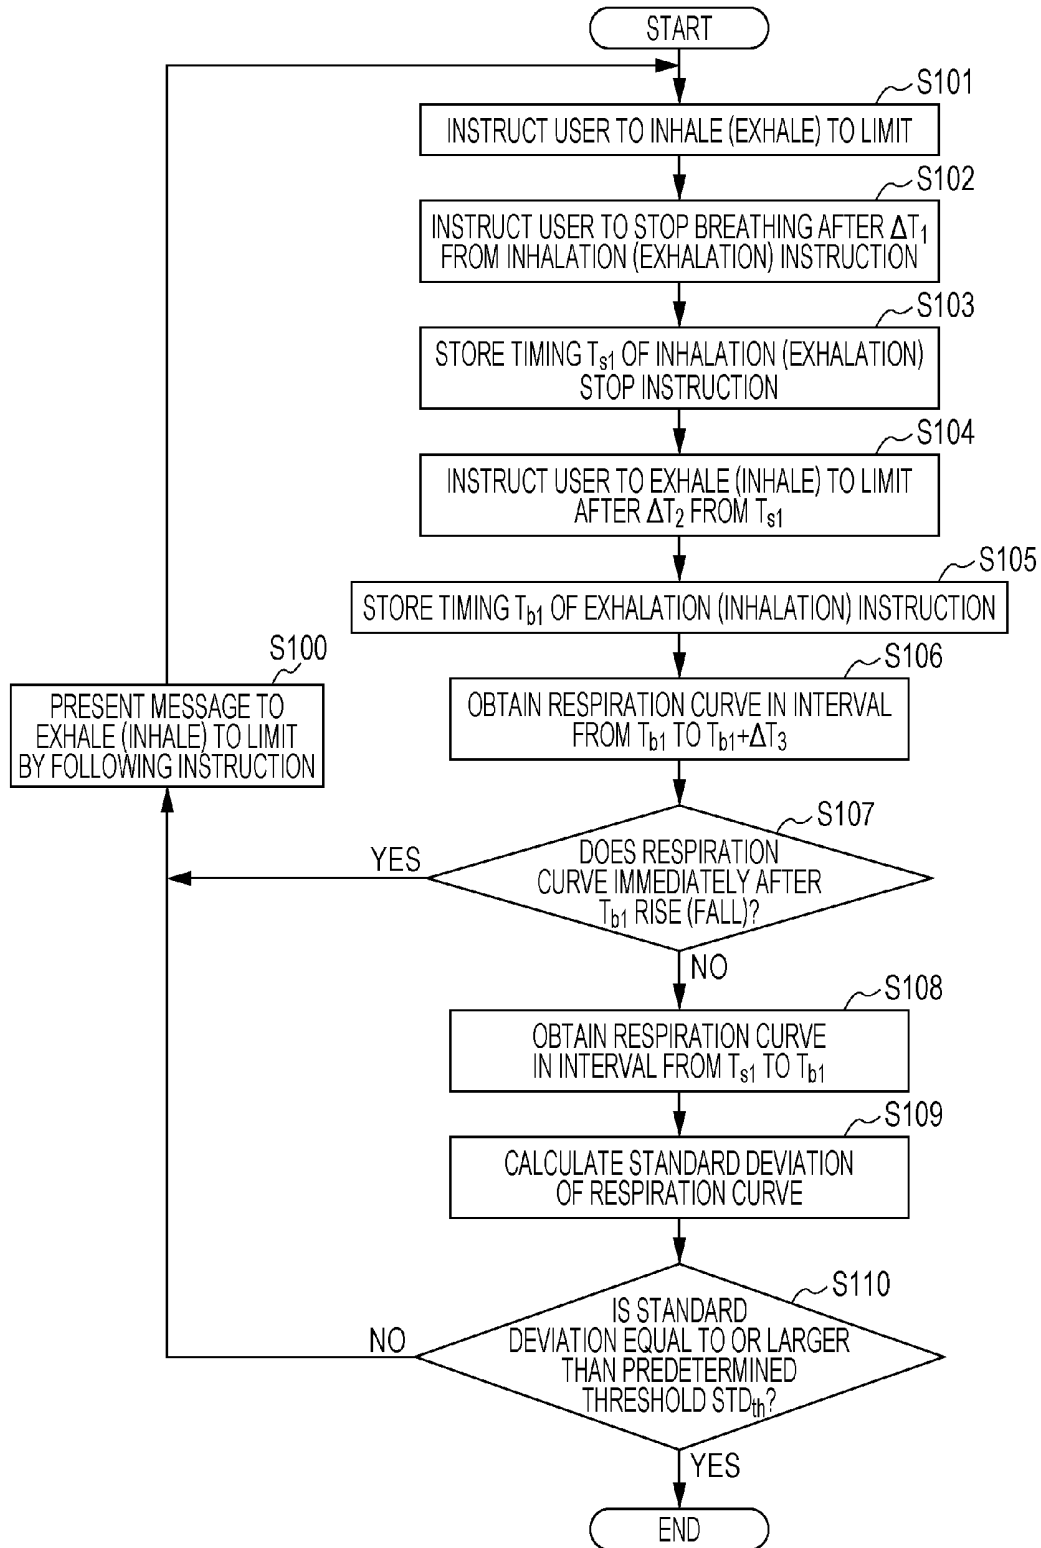 START
S101
INSTRUCT USER TO INHALE (EXHALE) TO LIMIT
S102
INSTRUCT USER TO STOP BREATHING AFTER ΔT1
FROM INHALATION (EXHALATION) INSTRUCTION
S103
STORE TIMING Ts1 OF INHALATION (EXHALATION)
STOP INSTRUCTION
S104
INSTRUCT USER TO EXHALE (INHALE) TO LIMIT
AFTER ΔT2 FROM Ts1
S105
STORE TIMING Tb1 OF EXHALATION (INHALATION) INSTRUCTION
S100
PRESENT MESSAGE TO
EXHALE (INHALE) TO LIMIT
BY FOLLOWING INSTRUCTION
S106
OBTAIN RESPIRATION CURVE IN INTERVAL
FROM Tb1 TO Tb1+ΔT3
S107
DOES RESPIRATION
CURVE IMMEDIATELY AFTER
Tb1 RISE (FALL)?
YES
NO
S108
OBTAIN RESPIRATION CURVE
IN INTERVAL FROM Ts1 TO Tb1
S109
CALCULATE STANDARD DEVIATION
OF RESPIRATION CURVE
S110
IS STANDARD
DEVIATION EQUAL TO OR LARGER
THAN PREDETERMINED
THRESHOLD STDth?
NO
YES
END